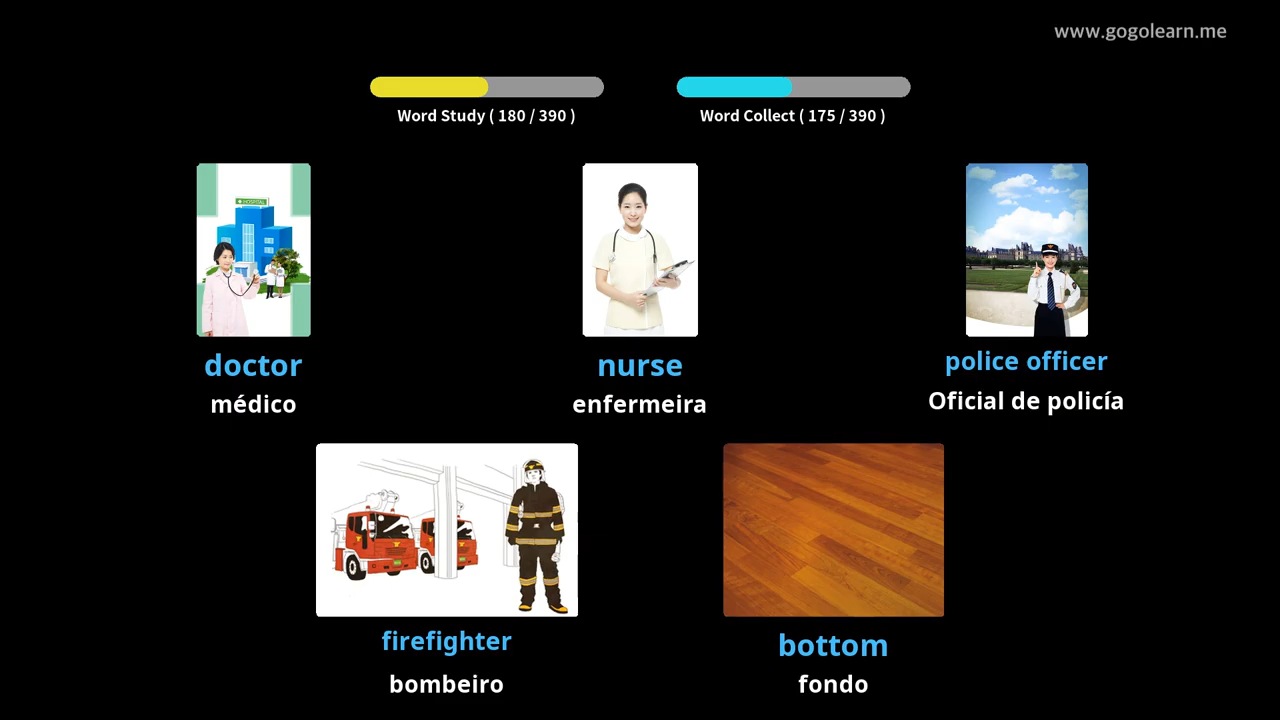 www.gogolearn.me
Word Study ( 180 / 390 )
Word Collect ( 175 / 390 )
HOSPITAL
doctor
médico
nurse
enfermeira
police officer
Oficial de policía
firefighter
bombeiro
bottom
fondo